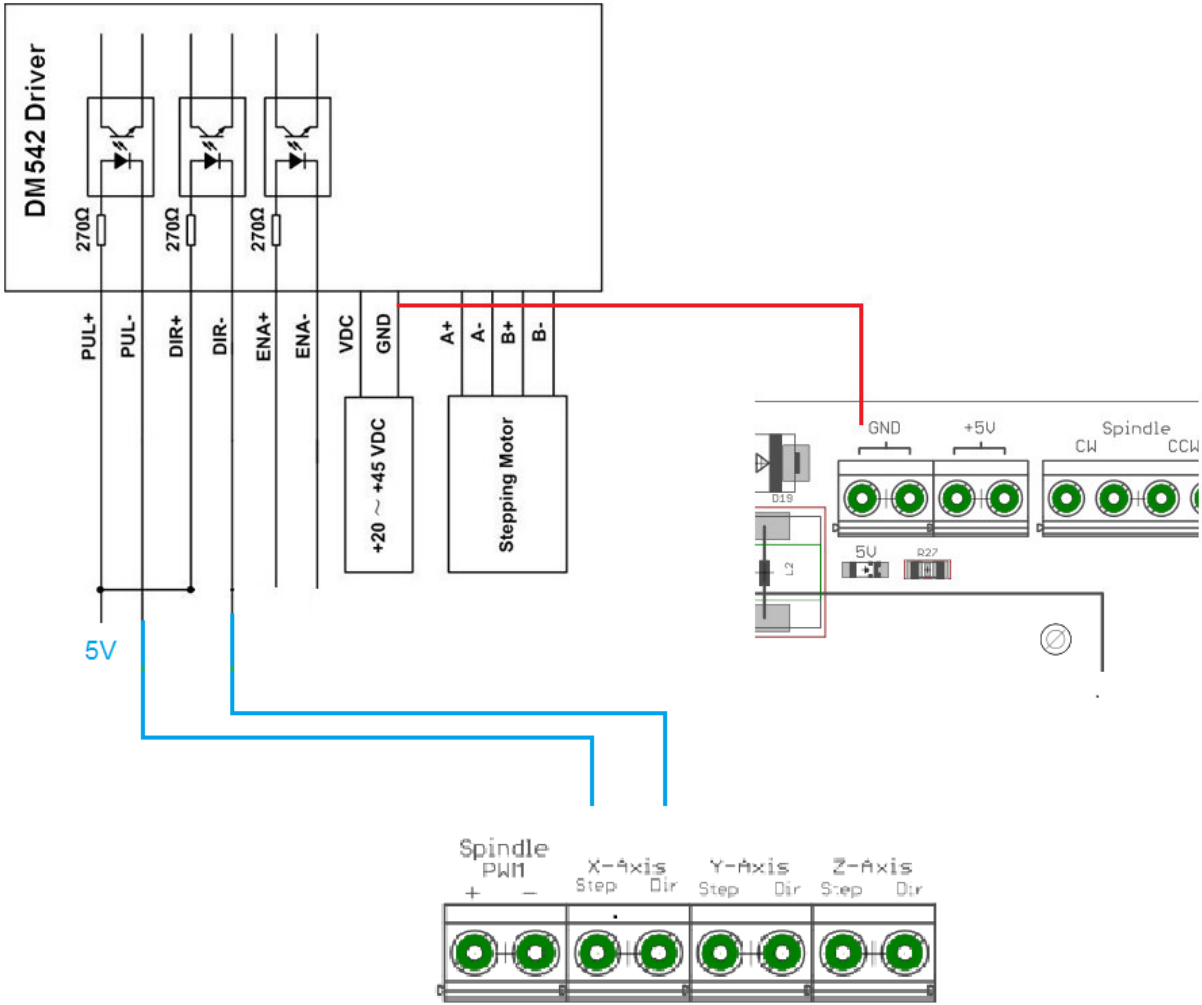 DM542 Driver
270Ω
270Ω
270Ω
PUL+
PUL-
DIR+
DIR-
ENA+
ENA-
VDC
GND
A+
A-
B+
B-
+20 ~ +45 VDC
Stepping Motor
5V
GND
+5V
Spindle
CW
CCW
D19
L2
5V
R27
Spindle
PWM
+
-
X-Axis
Step
Dir
Y-Axis
Step
Dir
Z-Axis
Step
Dir